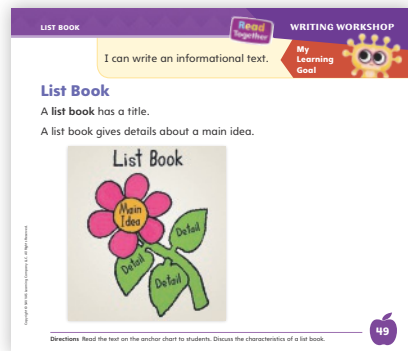 LIST BOOK
Read
Together
WRITING WORKSHOP
I can write an informational text.
My
Learning
Goal
List Book
A list book has a title.
A list book gives details about a main idea.
List Book
Main
Idea
Detail
Detail
Detail
49
Directions Read the text on the anchor chart to students. Discuss the characteristics of a list book.